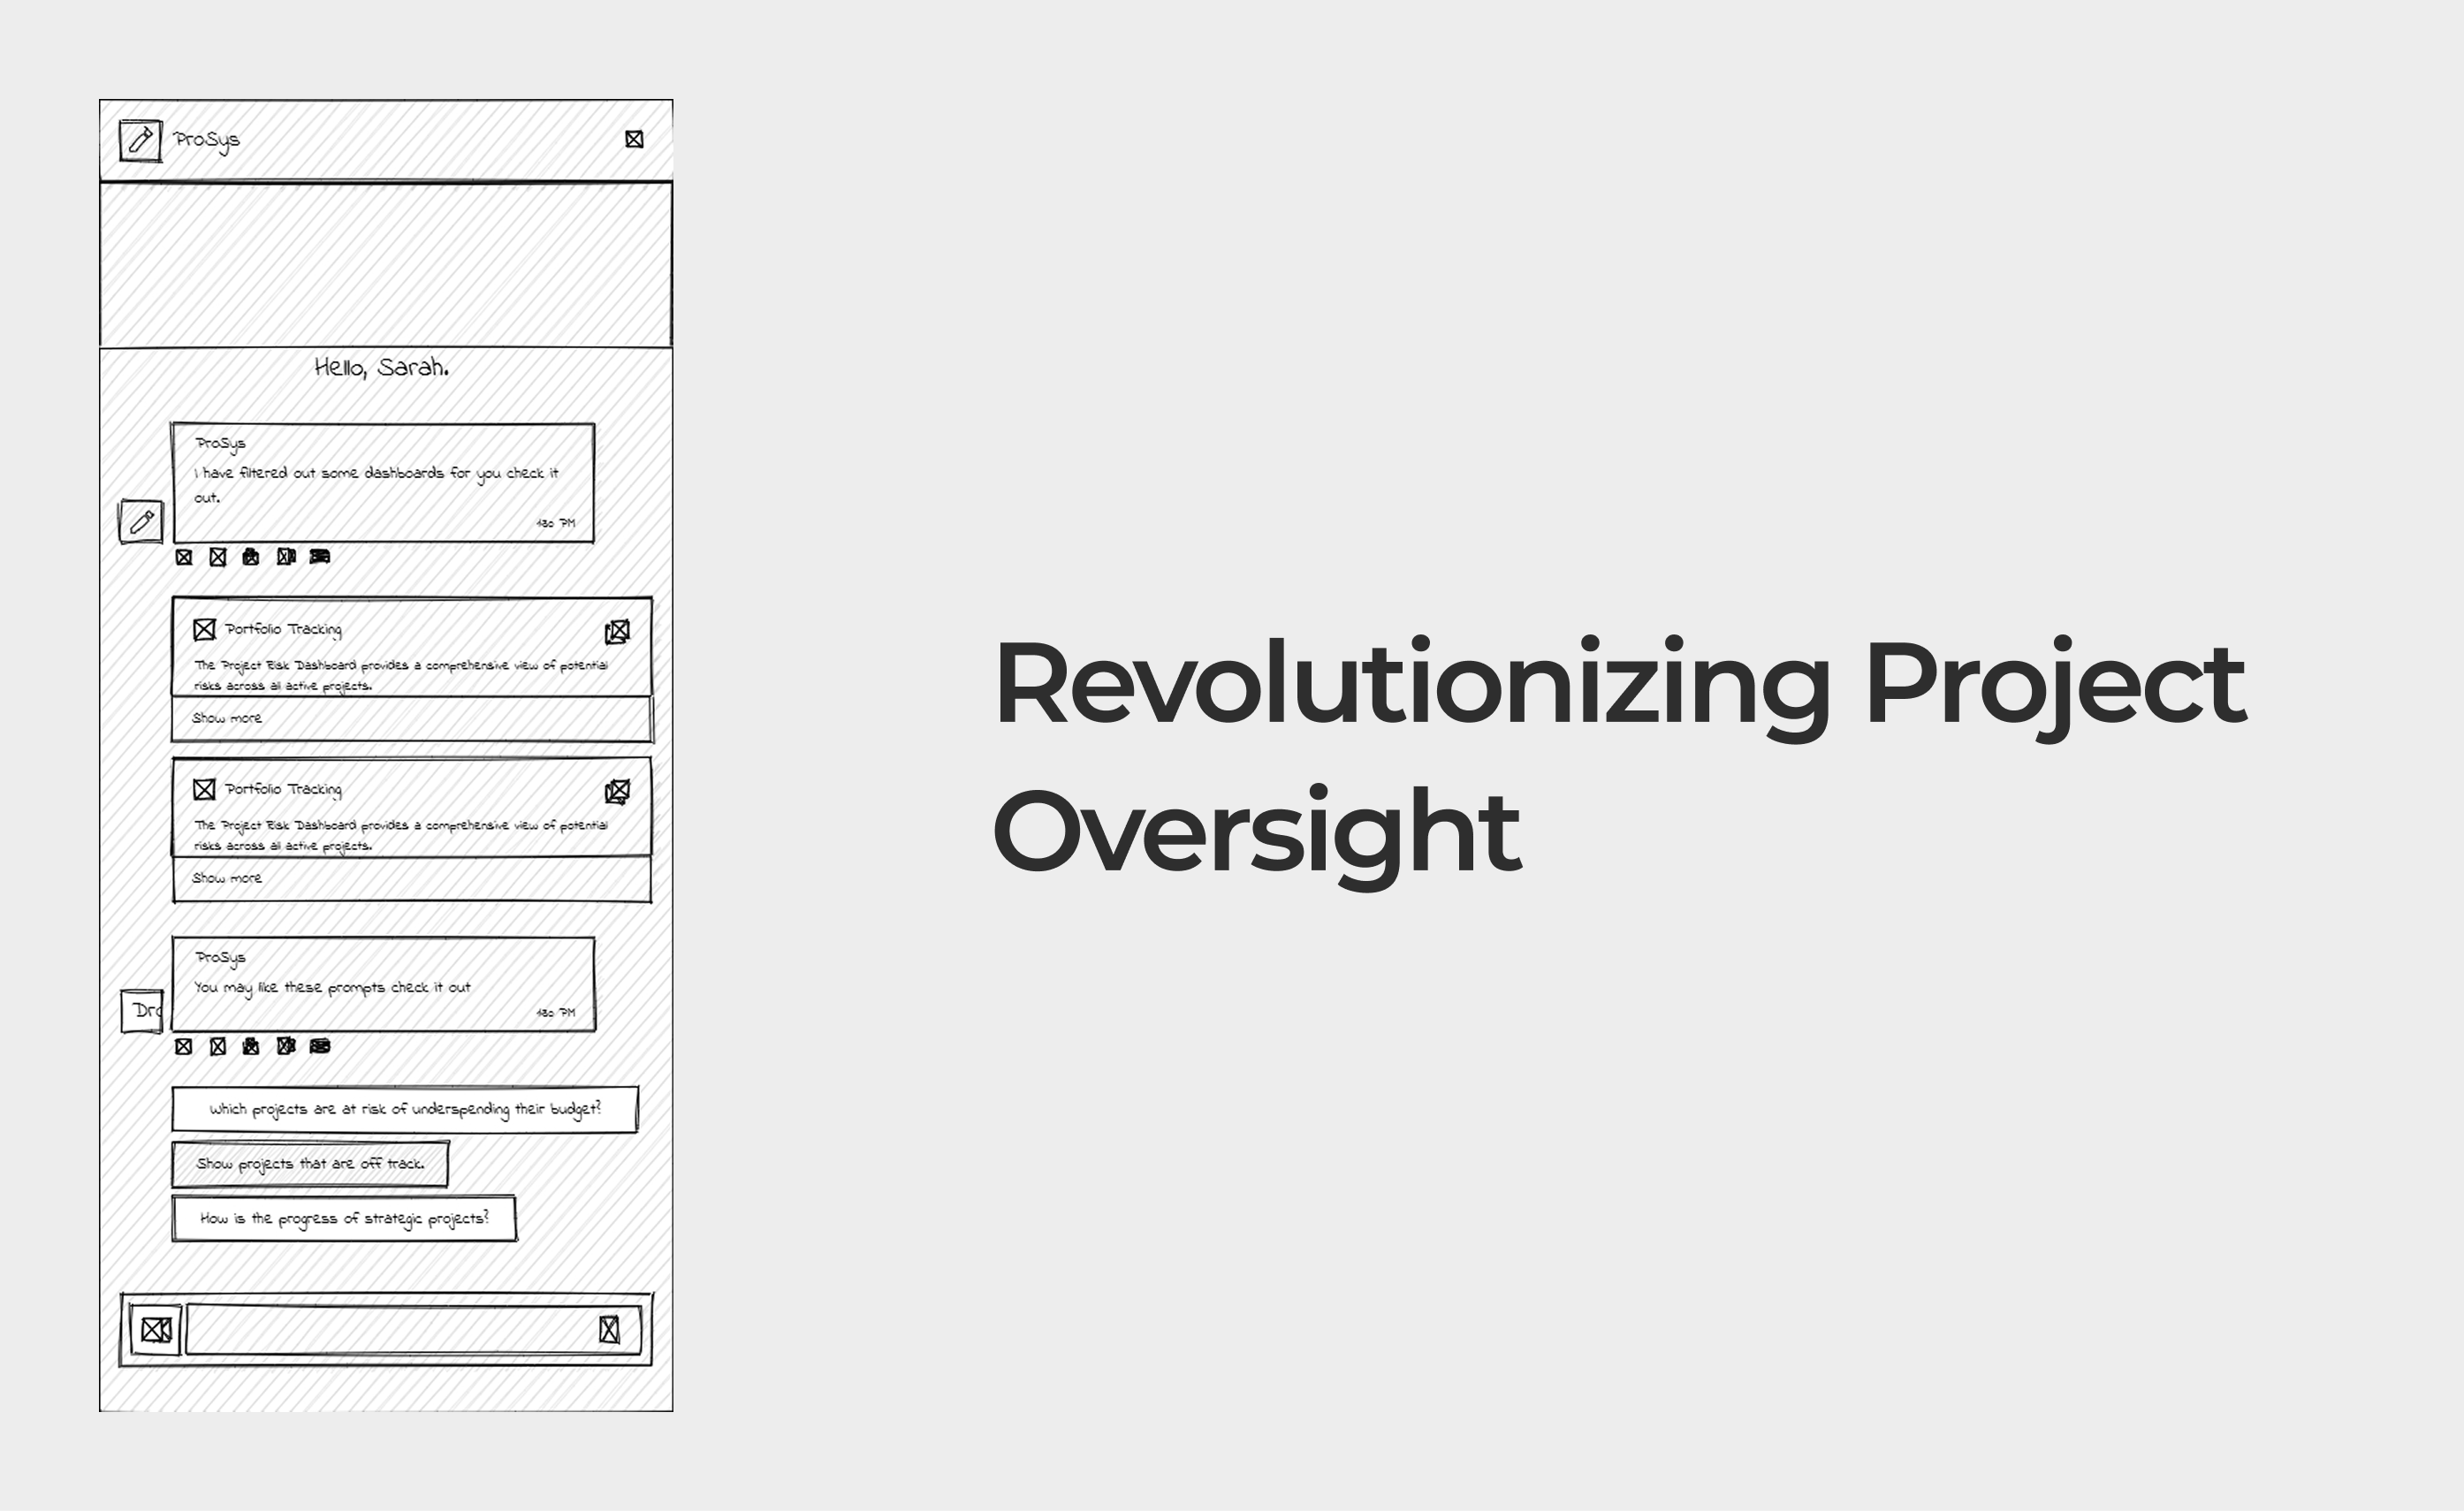 ProSys
Hello, Sarah.
ProSys
I have filtered out some dashboards for you check it
out.
1:30 PM
Portfolio Tracking
The Project Risk Dashboard provides a comprehensive view of potential
risks across all active projects.
Show more
Portfolio Tracking
The Project Risk Dashboard provides a comprehensive view of potential
risks across all active projects.
Show more
ProSys
You may like these prompts check it out
1:30 PM
Dro
Which projects are at risk of underspending their budget?
Show projects that are off track.
How is the progress of strategic projects?
Revolutionizing Project
Oversight